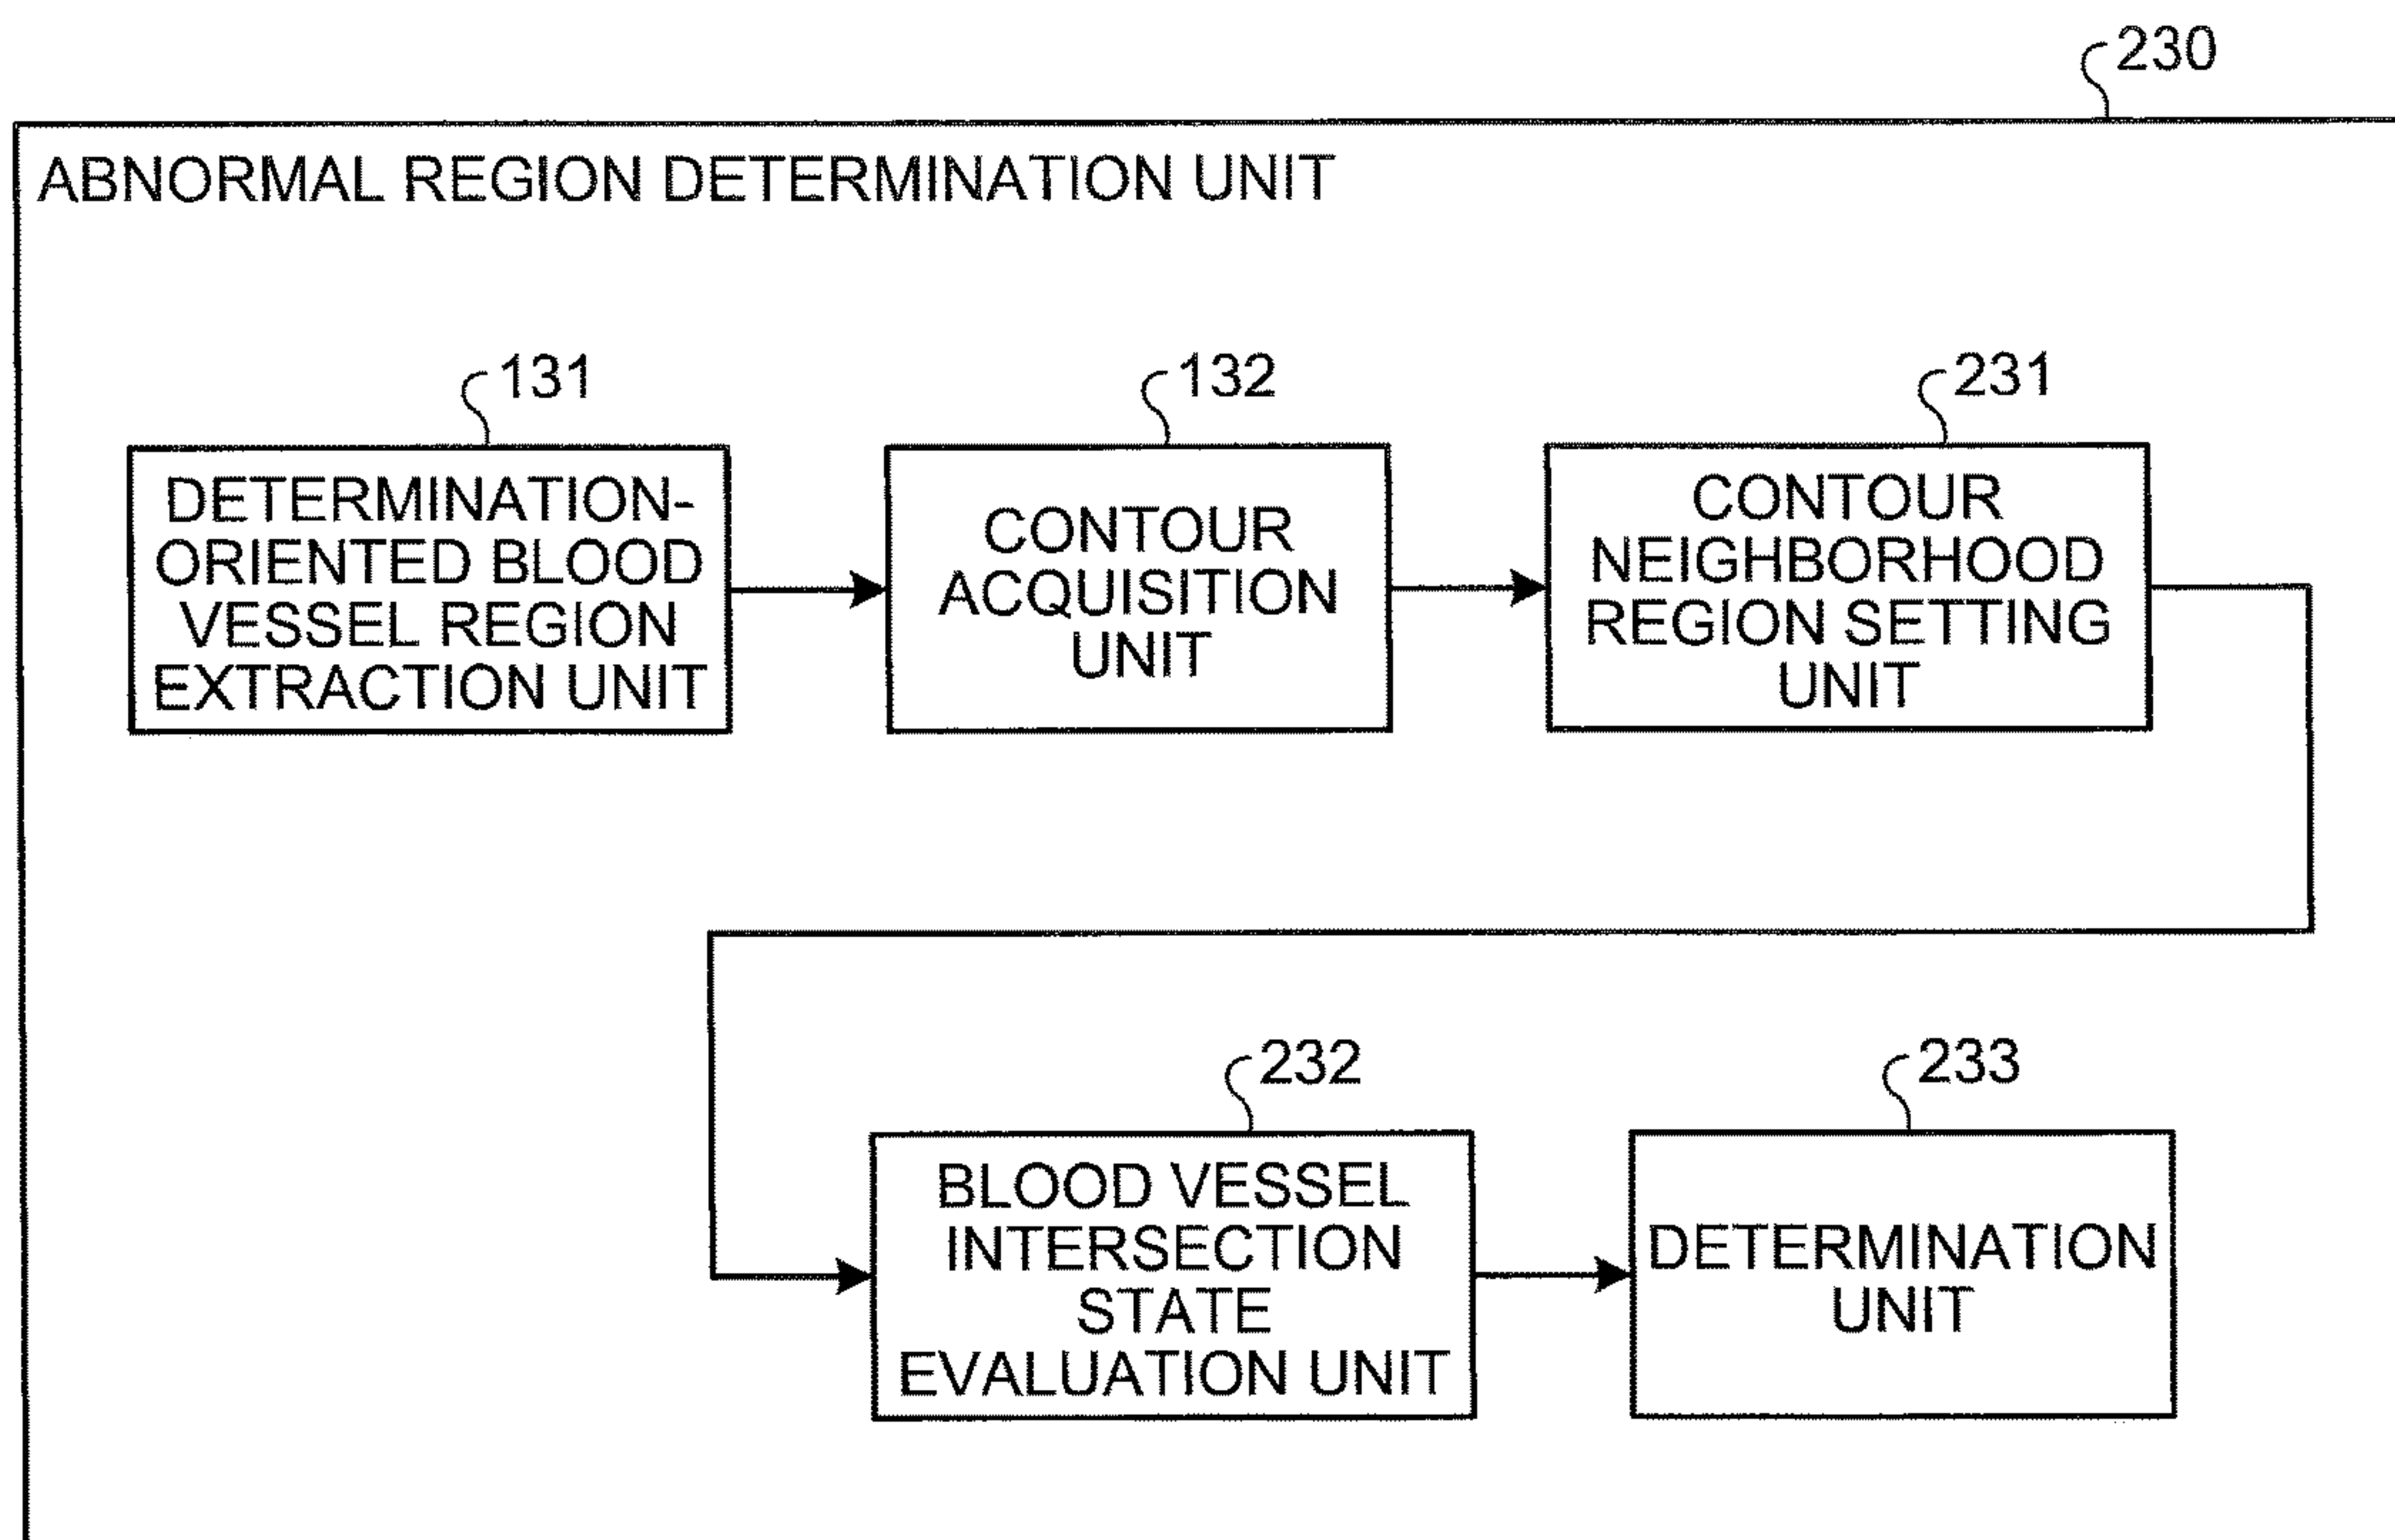 230
ABNORMAL REGION DETERMINATION UNIT
131
DETERMINATION-
ORIENTED BLOOD
VESSEL REGION
EXTRACTION UNIT
132
CONTOUR
ACQUISITION
UNIT
231
CONTOUR
NEIGHBORHOOD
REGION SETTING
UNIT
232
BLOOD VESSEL
INTERSECTION
STATE
EVALUATION UNIT
233
DETERMINATION
UNIT